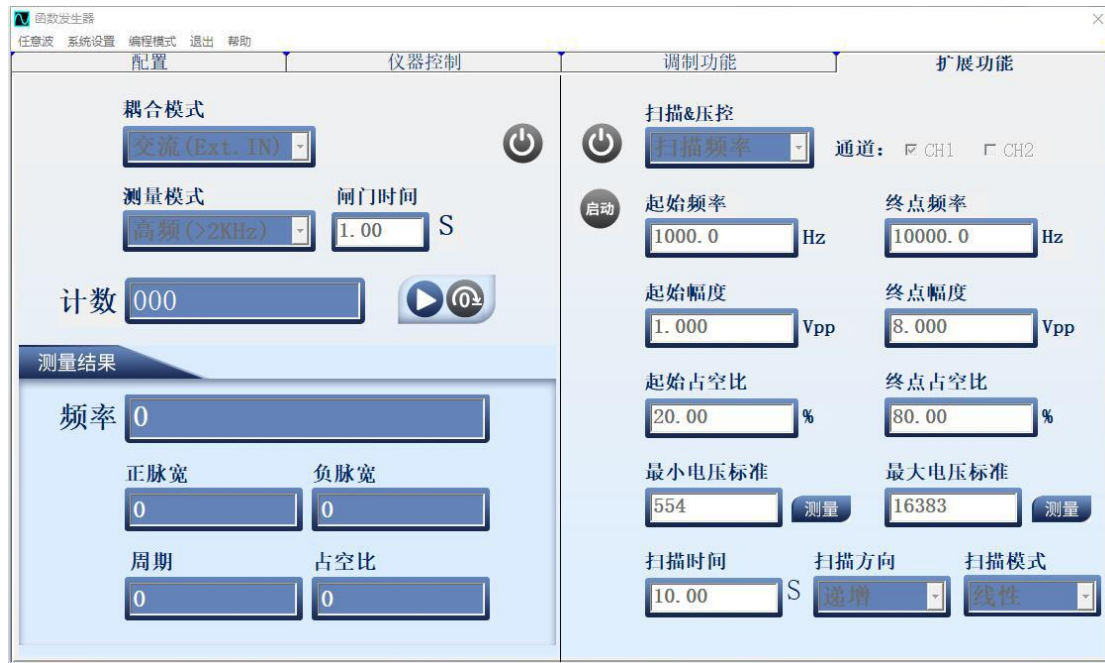 函数发生器
任意波 系统设置 编程模式 退出 帮助
配置 仪器控制 调制功能 扩展功能
耦合模式
交流(Ext.IN)
测量模式 闸门时间
高频(>2KHz) 1.00 S
计数 000
测量结果
频率 0
正脉宽 负脉宽
0 0
周期 占空比
0 0
扫描&压控
扫描频率 通道: CH1 CH2
启动
起始频率 终点频率
1000.0 Hz 10000.0 Hz
起始幅度 终点幅度
1.000 Vpp 8.000 Vpp
起始占空比 终点占空比
20.00 % 80.00 %
最小电压标准 最大电压标准
554 测量 16383 测量
扫描时间 扫描方向 扫描模式
10.00 S 递增 线性